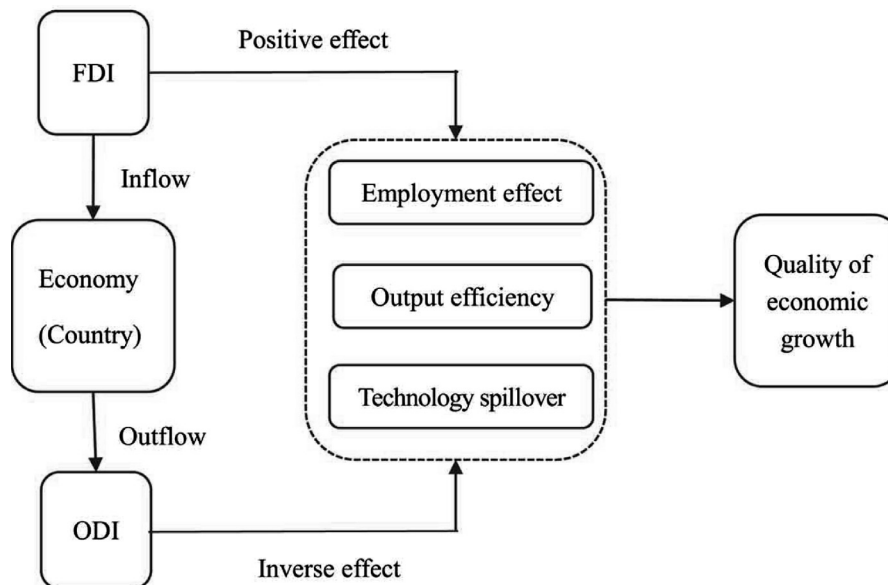 Positive effect
FDI
Inflow
Employment effect
Economy
(Country)
Output efficiency
Quality of
economic
growth
Technology spillover
Outflow
ODI
Inverse effect